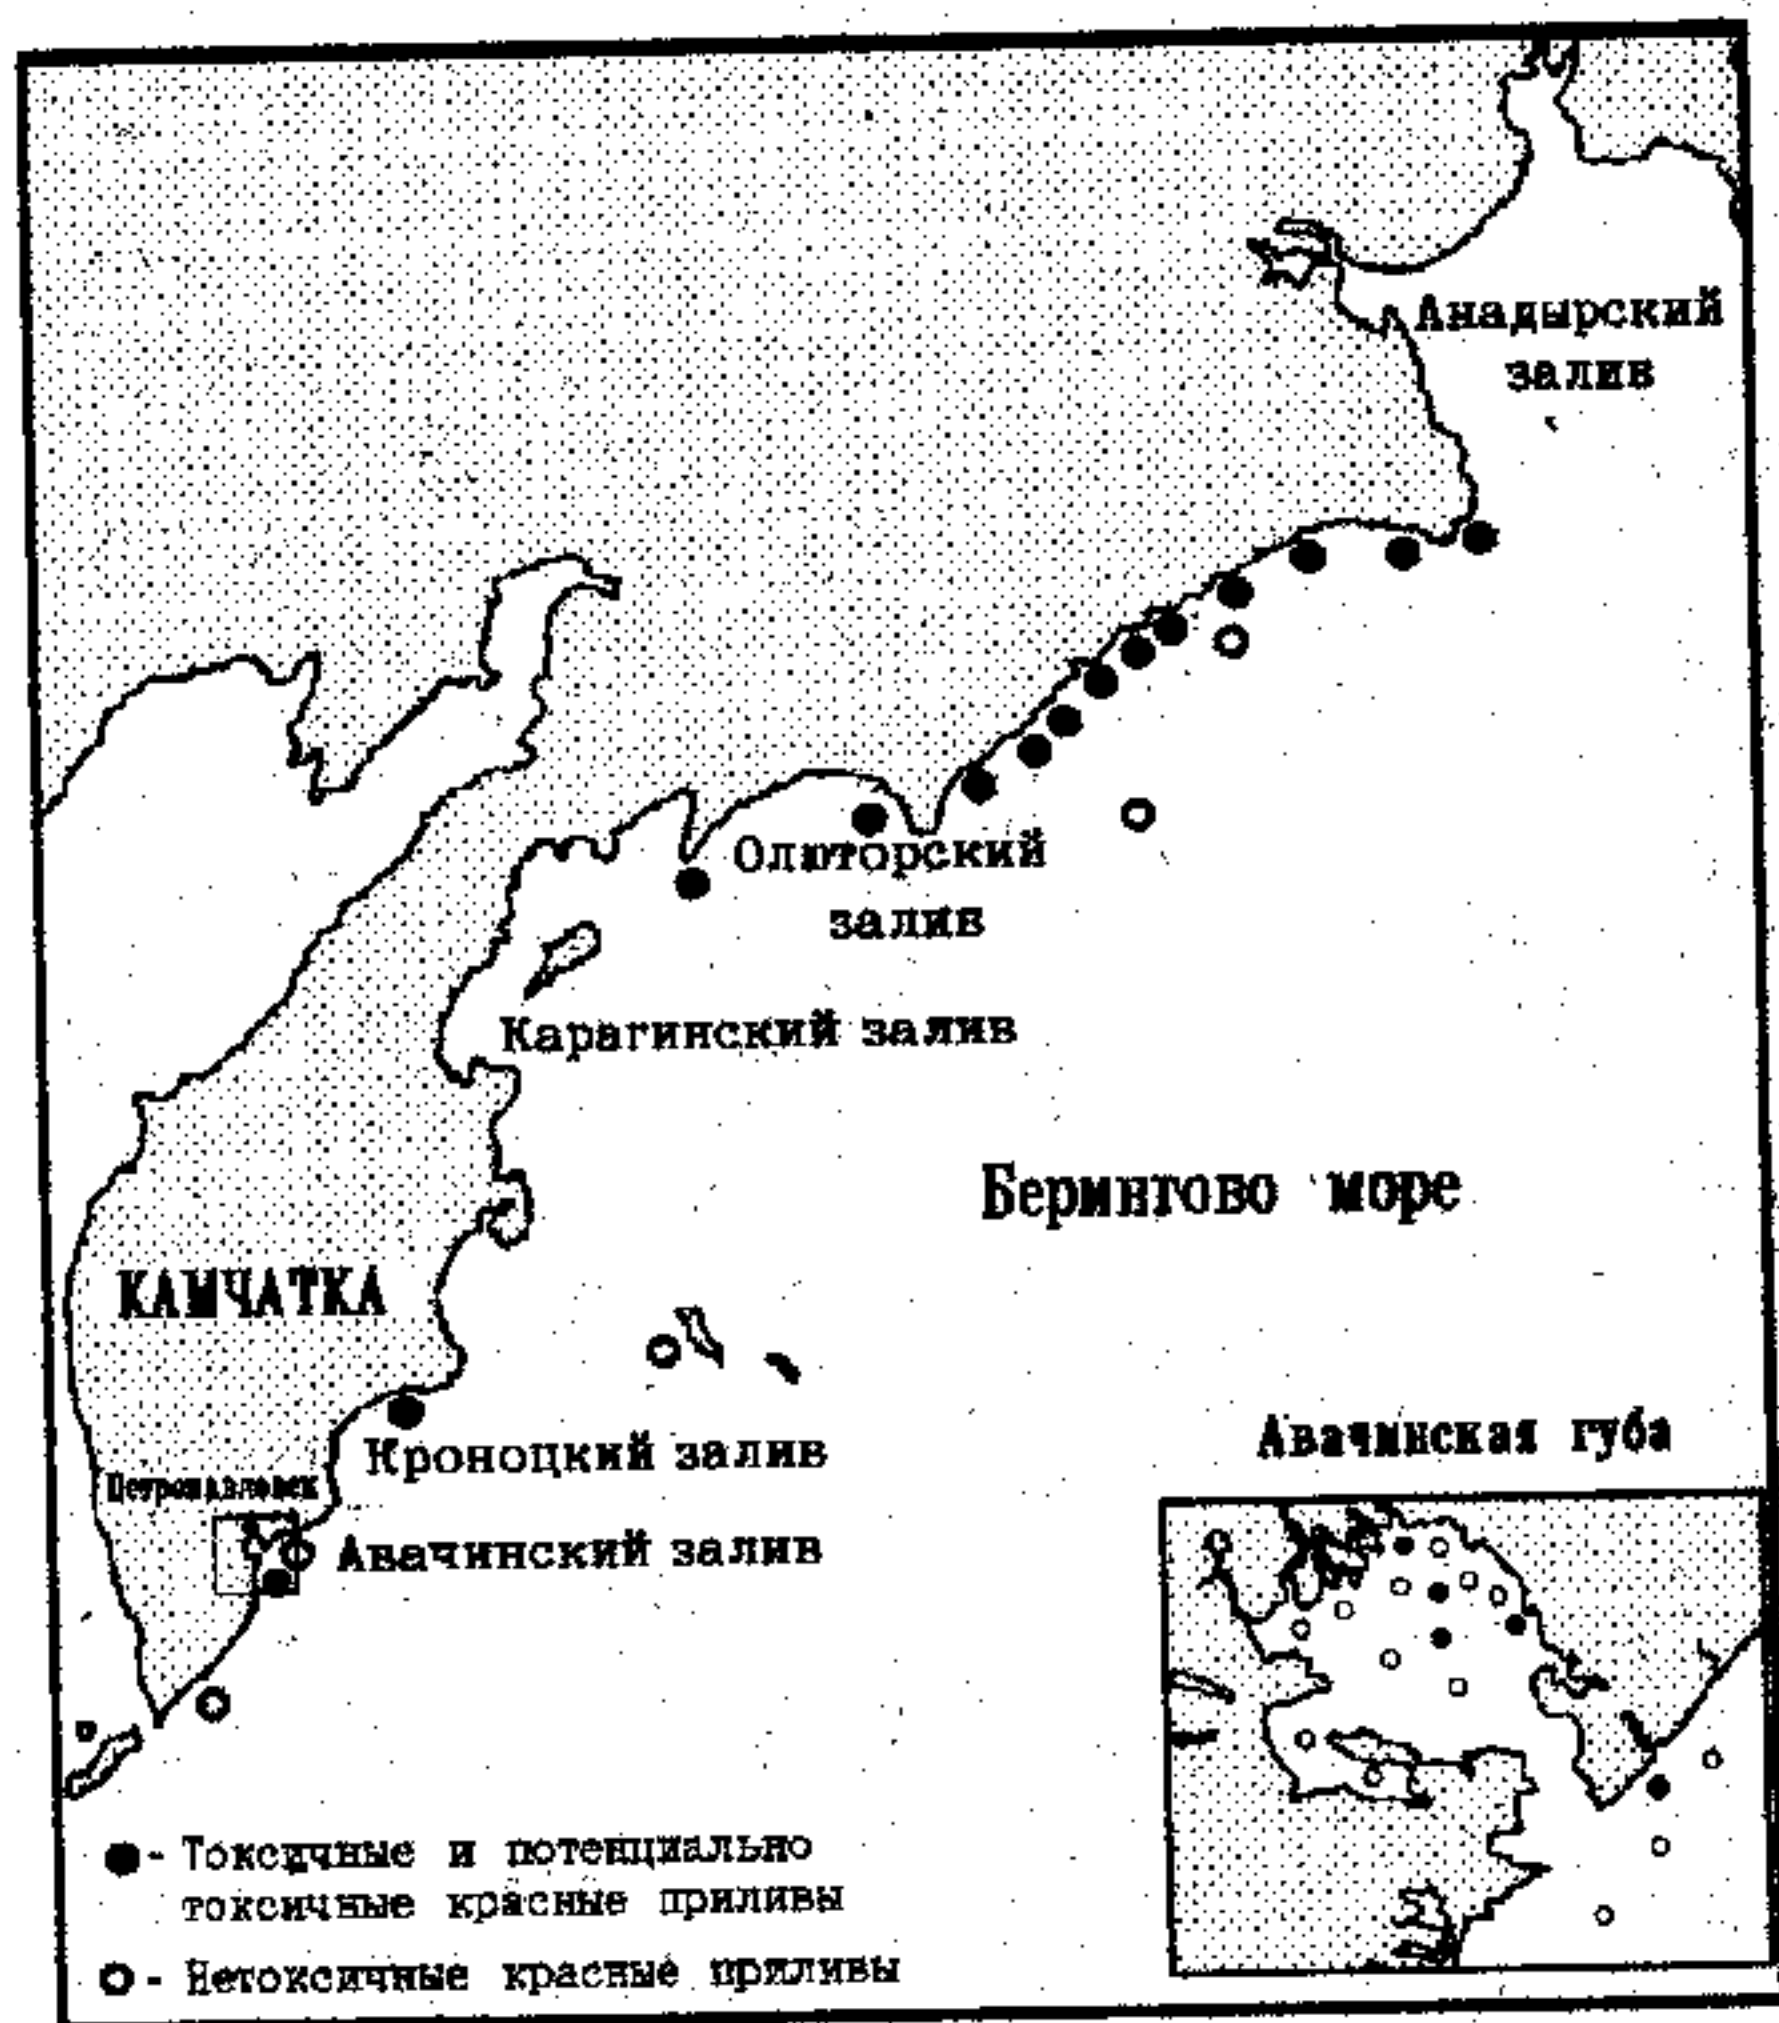 Анадырский
залив
Олюторский
залив
Карагинский залив
Берингово море
КАМЧАТКА
Кроноцкий залив
Петропавловск
Авачинский залив
Авачинская губа
- Токсичные и потенциально
токсичные красные приливы
- Нетоксичные красные приливы